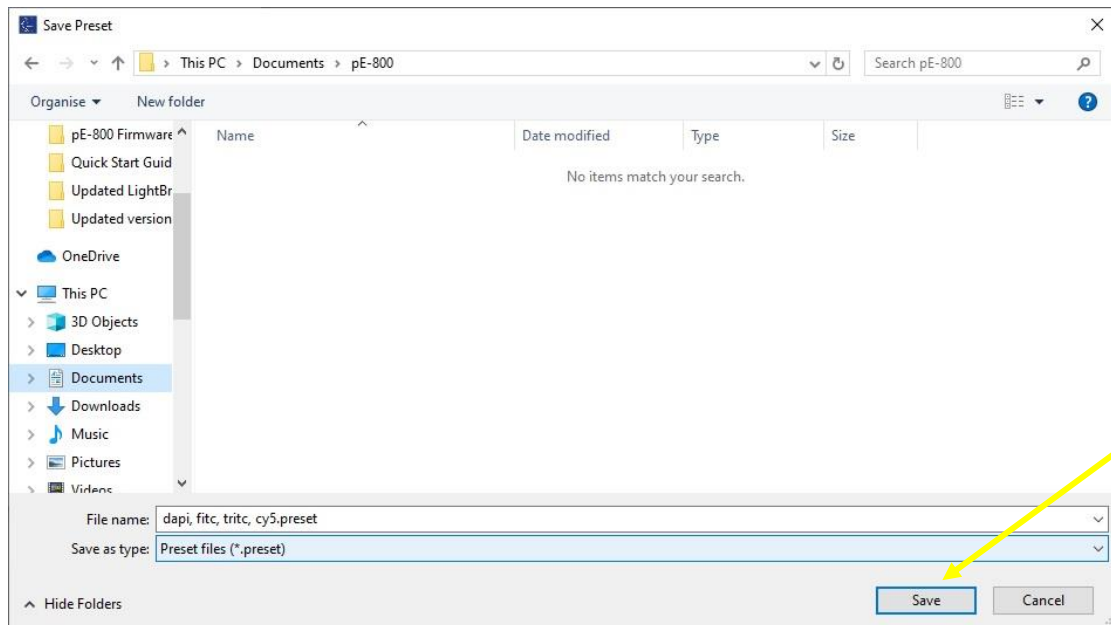 Save Preset
This PC > Documents > pE-800
Search pE-800
Organise
New folder
Name
Date modified
Type
Size
No items match your search.
pE-800 Firmware
Quick Start Guid
Updated LightBr
Updated version
OneDrive
This PC
3D Objects
Desktop
Documents
Downloads
Music
Pictures
Videos
File name: dapi, fitc, tritc, cy5.preset
Save as type: Preset files (*.preset)
Hide Folders
Save
Cancel